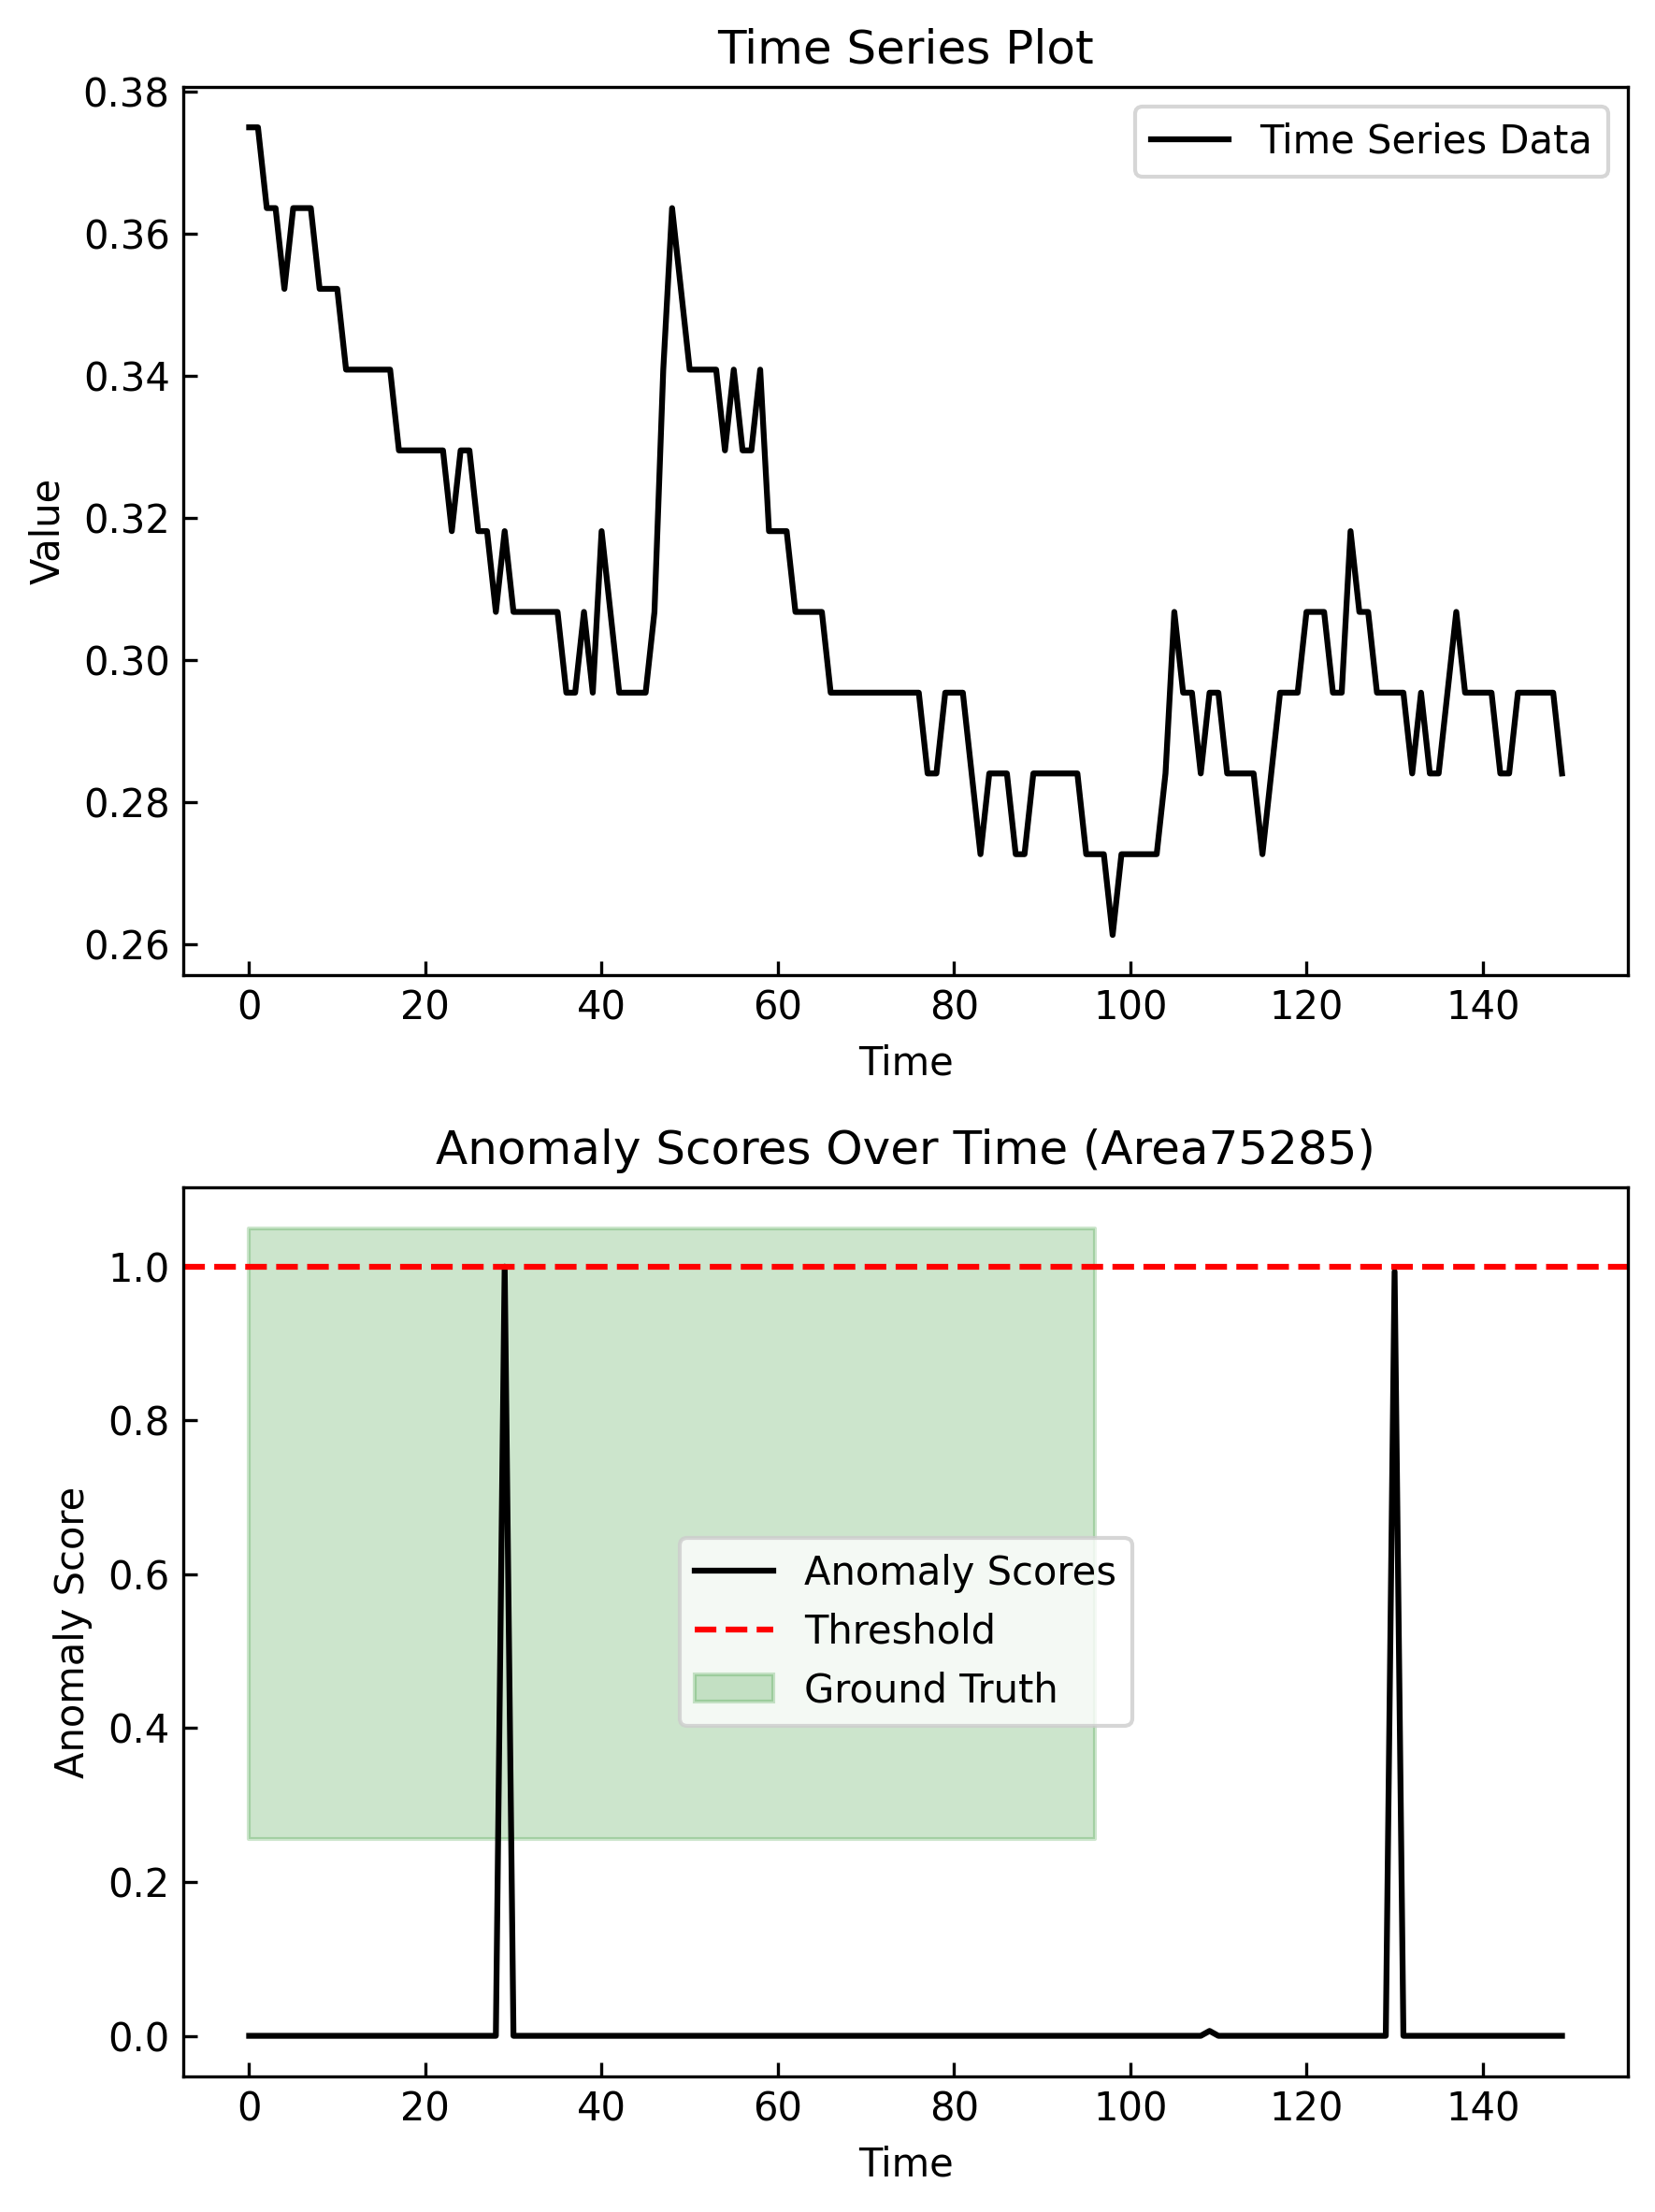 Time Series Plot
0.38
0.36
0.34
0.32
0.30
0.28
0.26
Value
Time Series Data
0 20 40 60 80 100 120 140
Time
Anomaly Scores Over Time (Area75285)
1.0
0.8
0.6
0.4
0.2
0.0
Anomaly Score
Anomaly Scores
Threshold
Ground Truth
0 20 40 60 80 100 120 140
Time